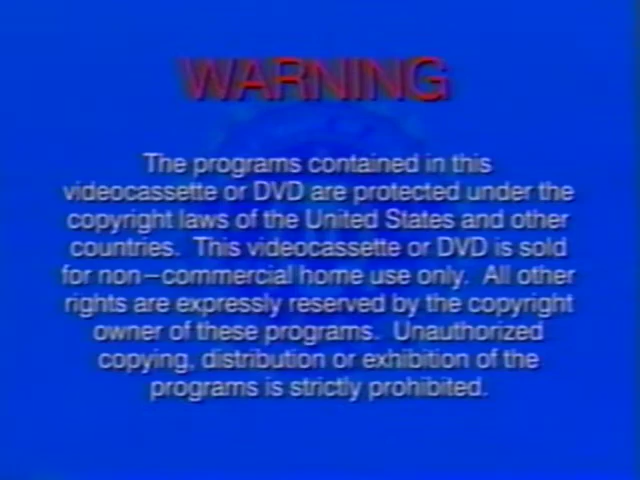 WARNING
The programs contained in this
videocassette or DVD are protected under the
copyright laws of the United States and other
countries.  This videocassette or DVD is sold
for non-commercial home use only.  All other
rights are expressly reserved by the copyright
owner of these programs.  Unauthorized
copying, distribution or exhibition of the
programs is strictly prohibited.